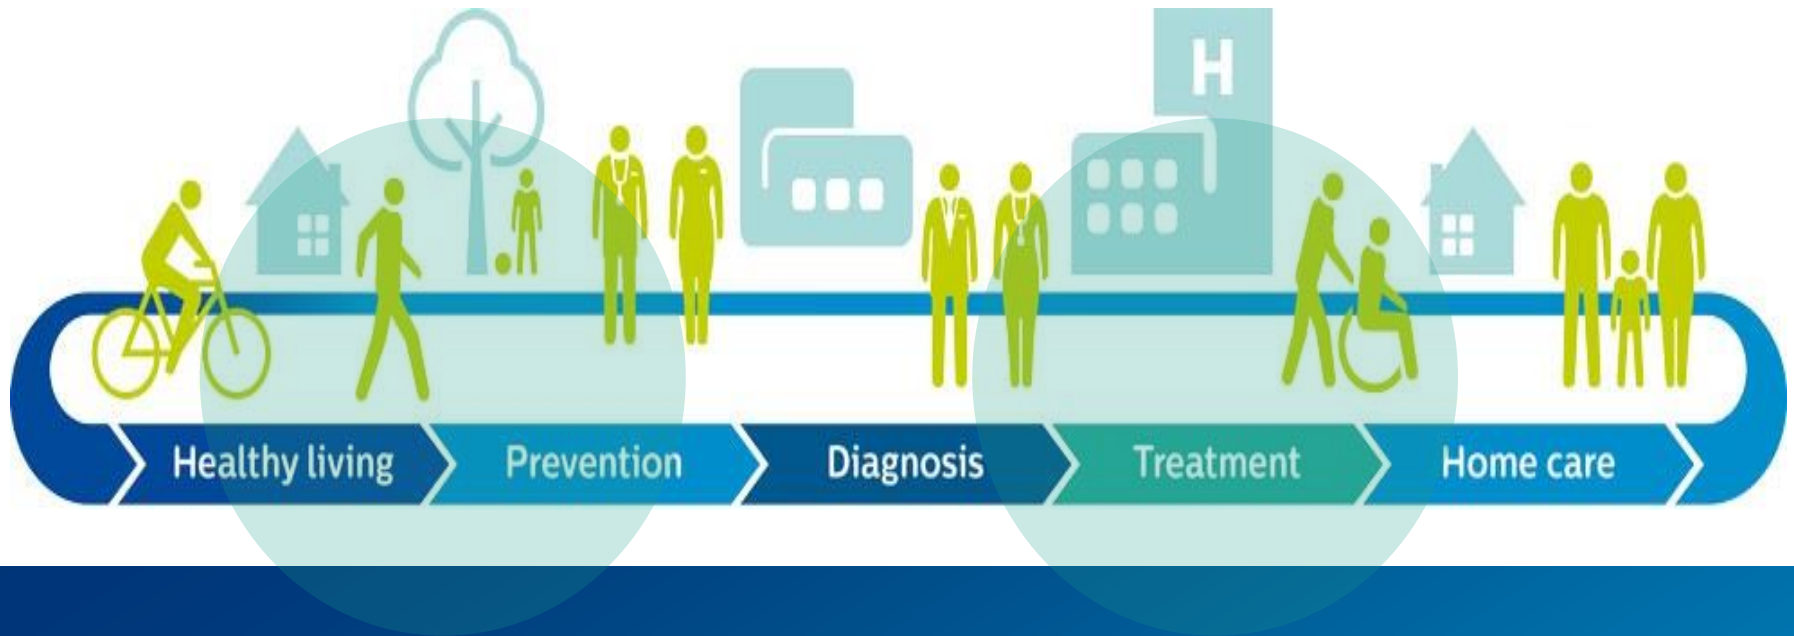 H
Healthy living
Prevention
Diagnosis
Treatment
Home care